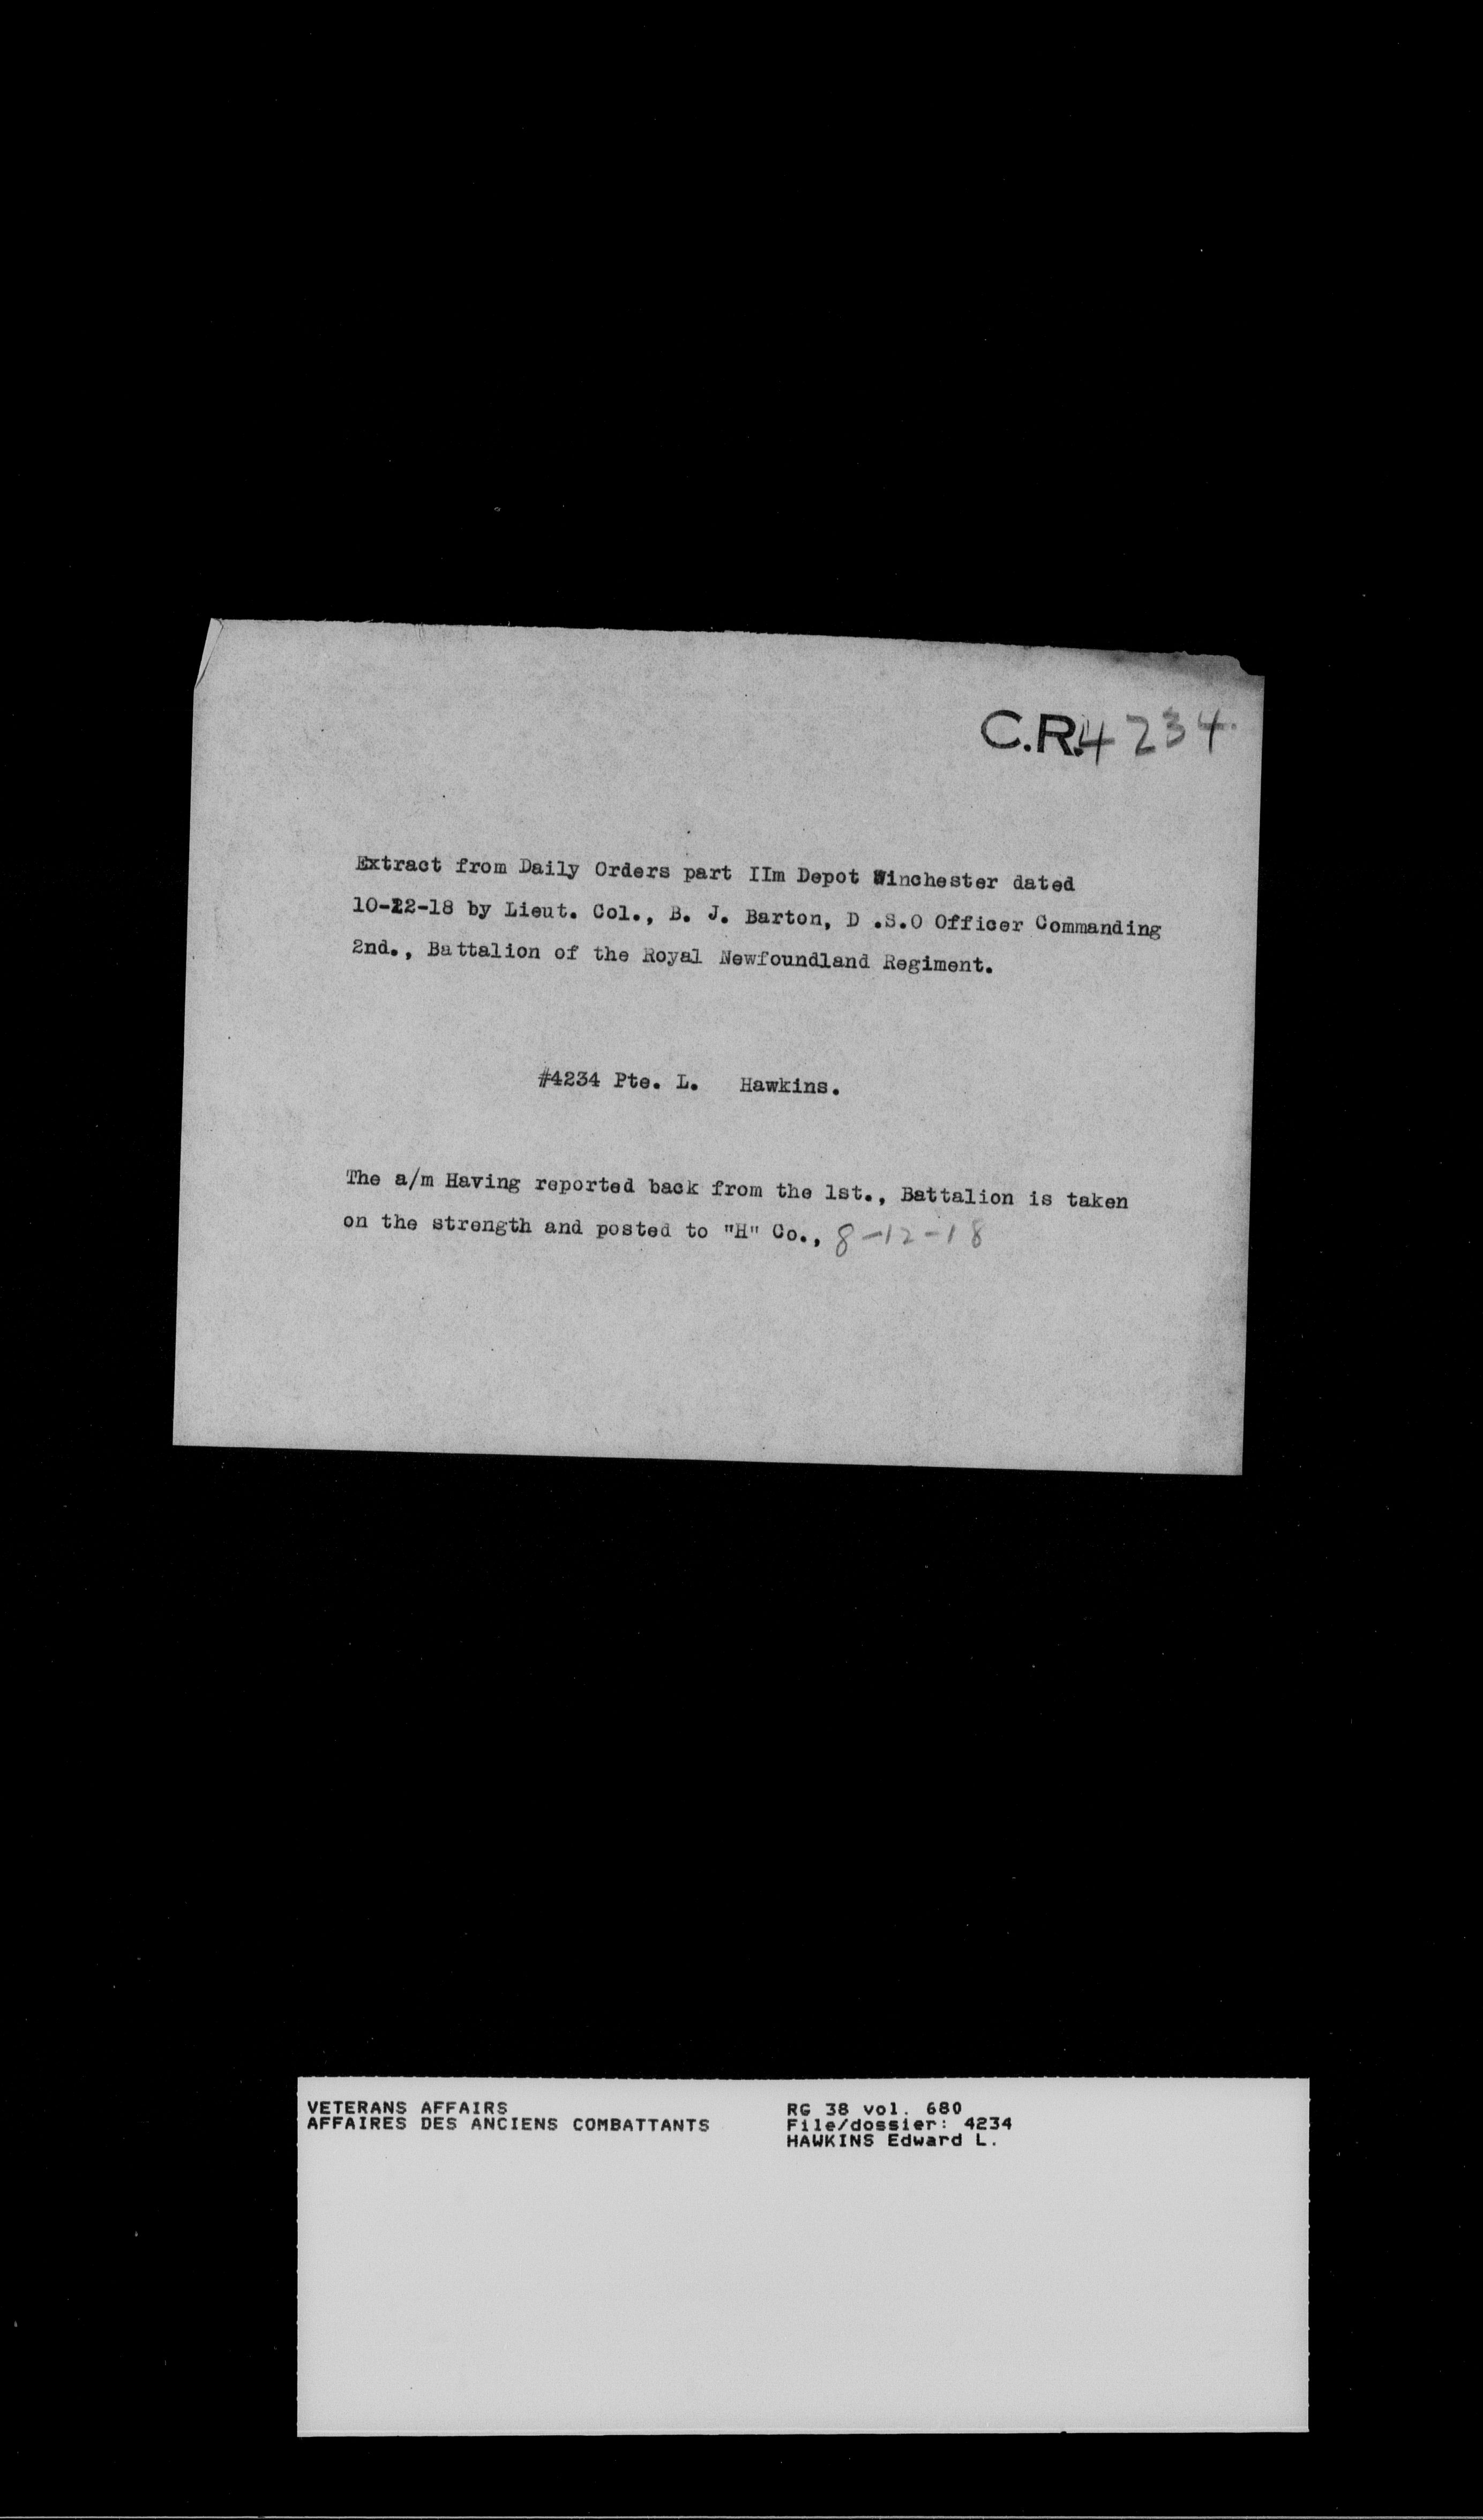 C.R.4234.
Extract from Daily Orders part IIm Depot Winchester dated
10-12-18 by Lieut. Col., B. J. Barton, D .S.O Officer Commanding
2nd., Battalion of the Royal Newfoundland Regiment.
#4234 Pte. L. Hawkins.
The a/m Having reported back from the 1st., Battalion is taken
on the strength and posted to "H" Co., 8-12-18
VETERANS AFFAIRS
AFFAIRES DES ANCIENS COMBATTANTS
RG 38 vol. 680
File/dossier: 4234
HAWKINS Edward L.